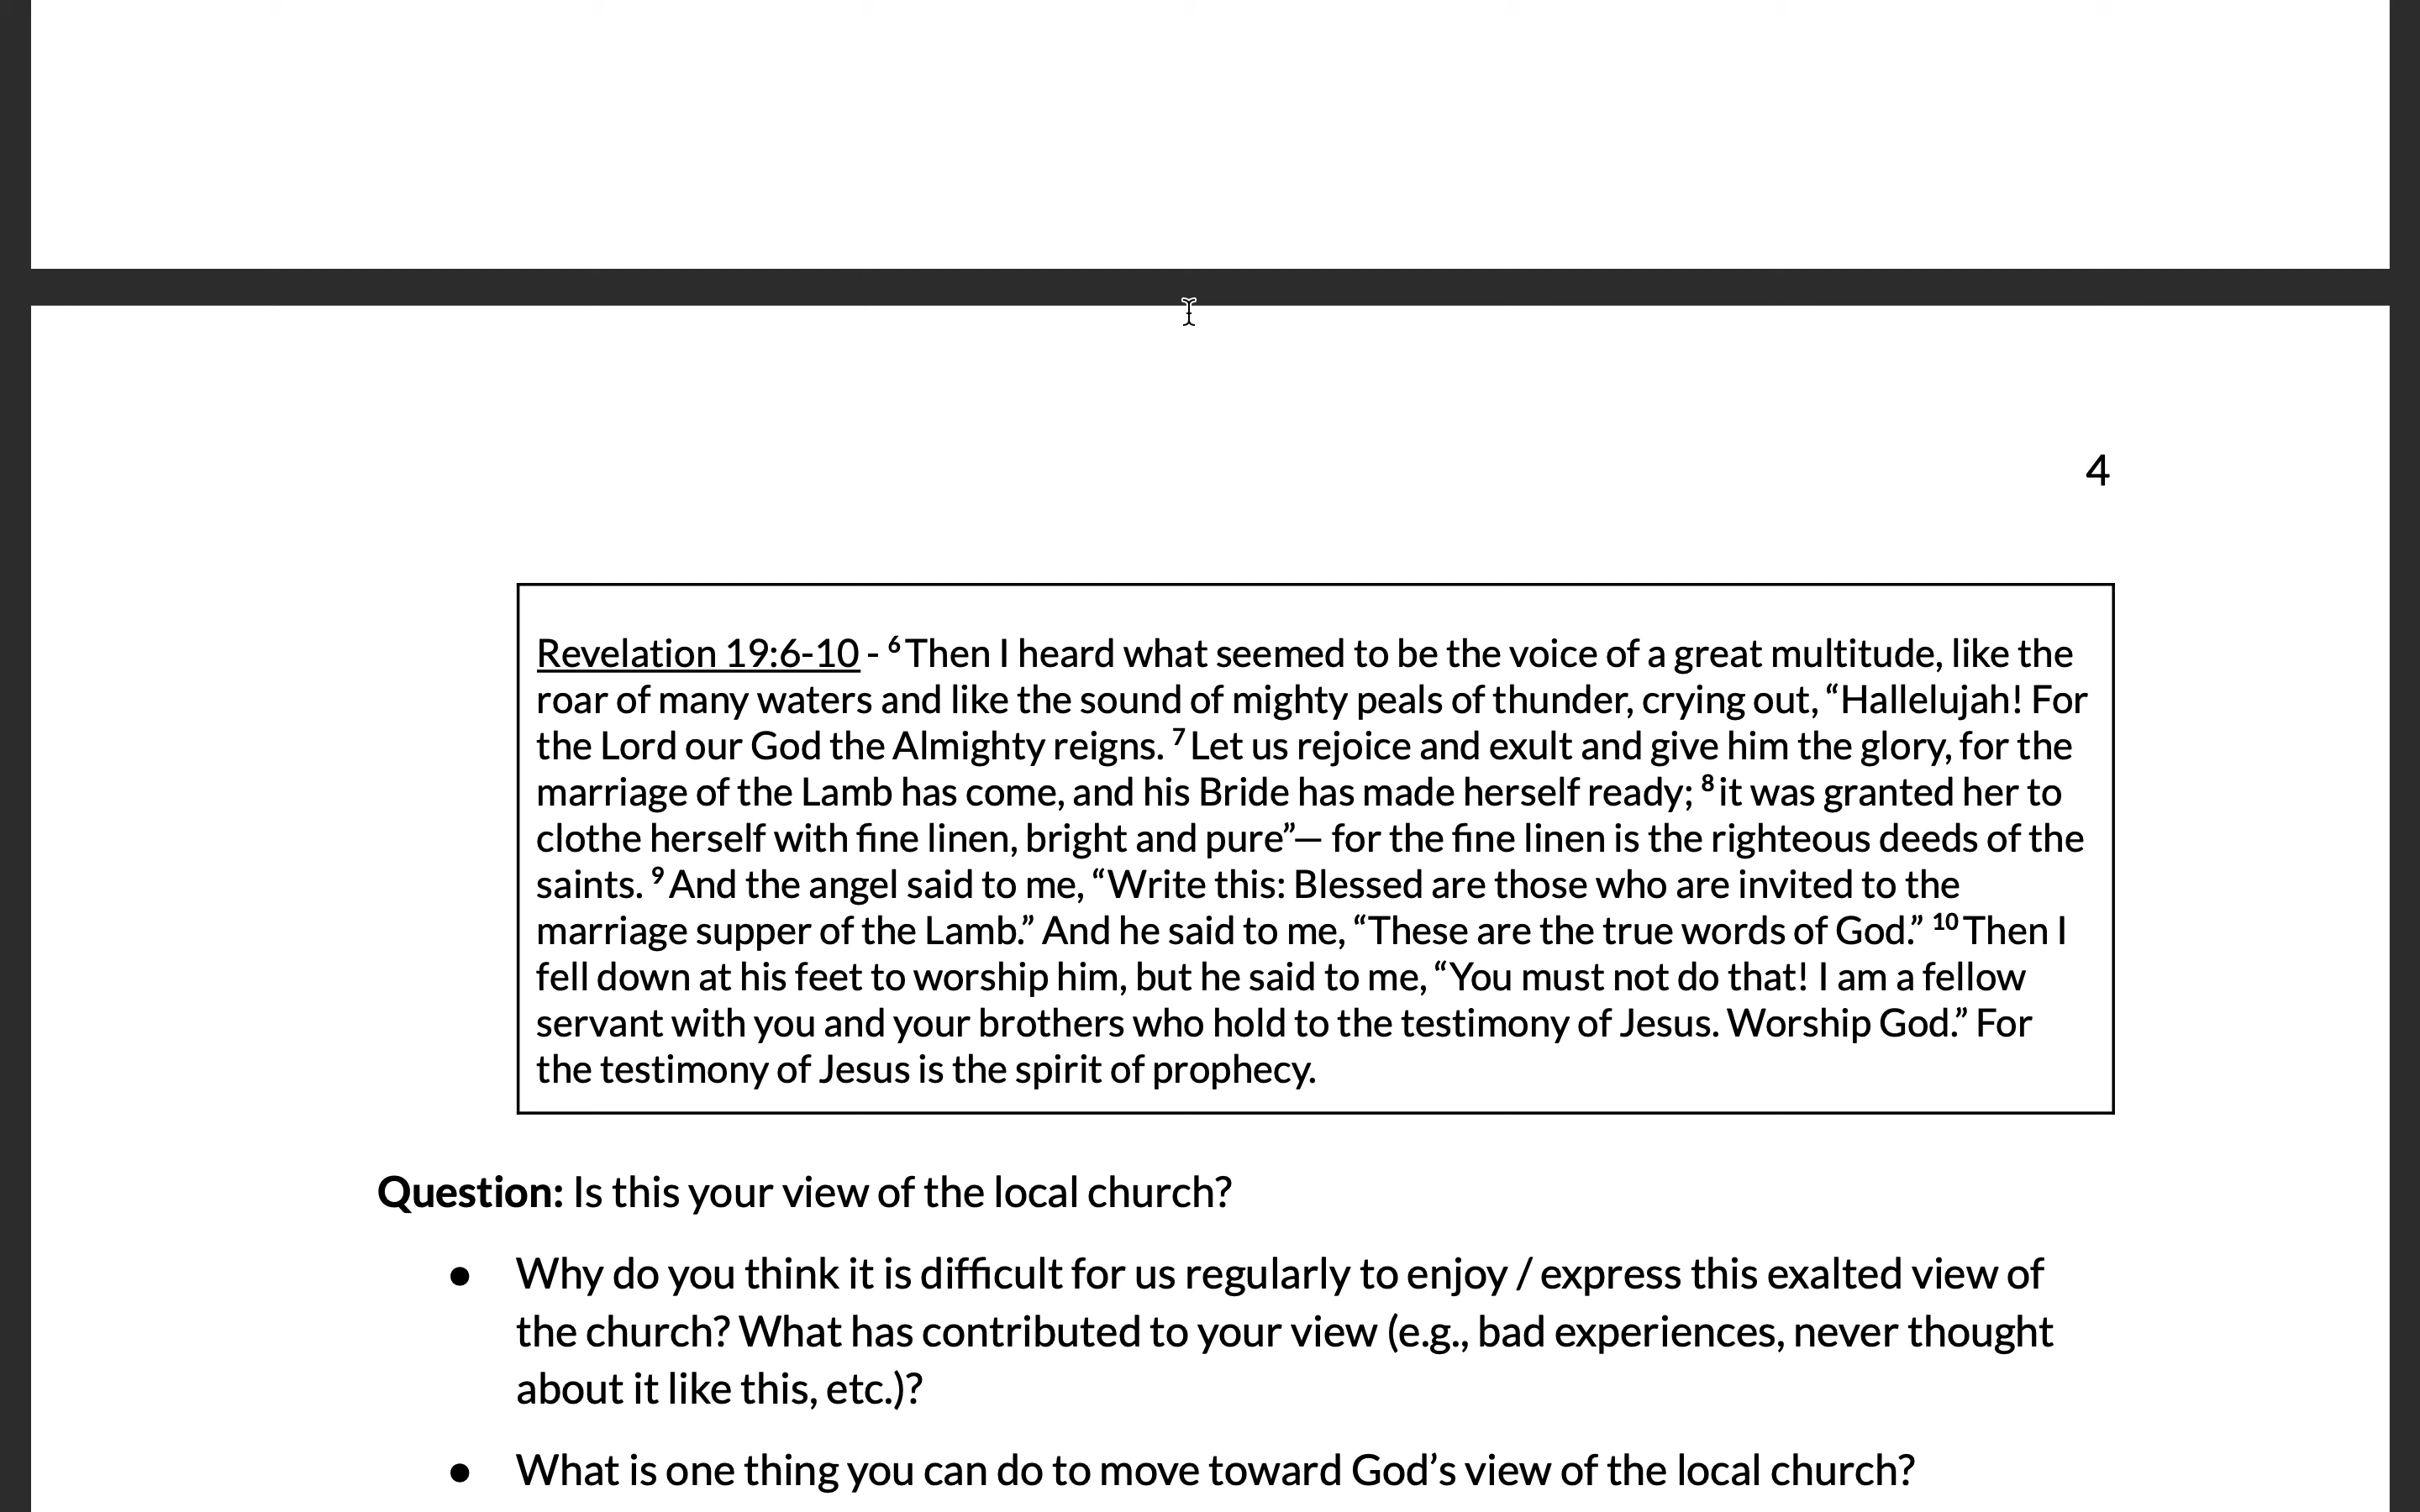 4
Revelation 19:6-10 - ⁶ Then I heard what seemed to be the voice of a great multitude, like the
roar of many waters and like the sound of mighty peals of thunder, crying out, “Hallelujah! For
the Lord our God the Almighty reigns. ⁷ Let us rejoice and exult and give him the glory, for the
marriage of the Lamb has come, and his Bride has made herself ready; ⁸ it was granted her to
clothe herself with fine linen, bright and pure”— for the fine linen is the righteous deeds of the
saints. ⁹ And the angel said to me, “Write this: Blessed are those who are invited to the
marriage supper of the Lamb.” And he said to me, “These are the true words of God.” ¹⁰ Then I
fell down at his feet to worship him, but he said to me, “You must not do that! I am a fellow
servant with you and your brothers who hold to the testimony of Jesus. Worship God.” For
the testimony of Jesus is the spirit of prophecy.
Question: Is this your view of the local church?
● Why do you think it is difficult for us regularly to enjoy / express this exalted view of
the church? What has contributed to your view (e.g., bad experiences, never thought
about it like this, etc.)?
● What is one thing you can do to move toward God’s view of the local church?